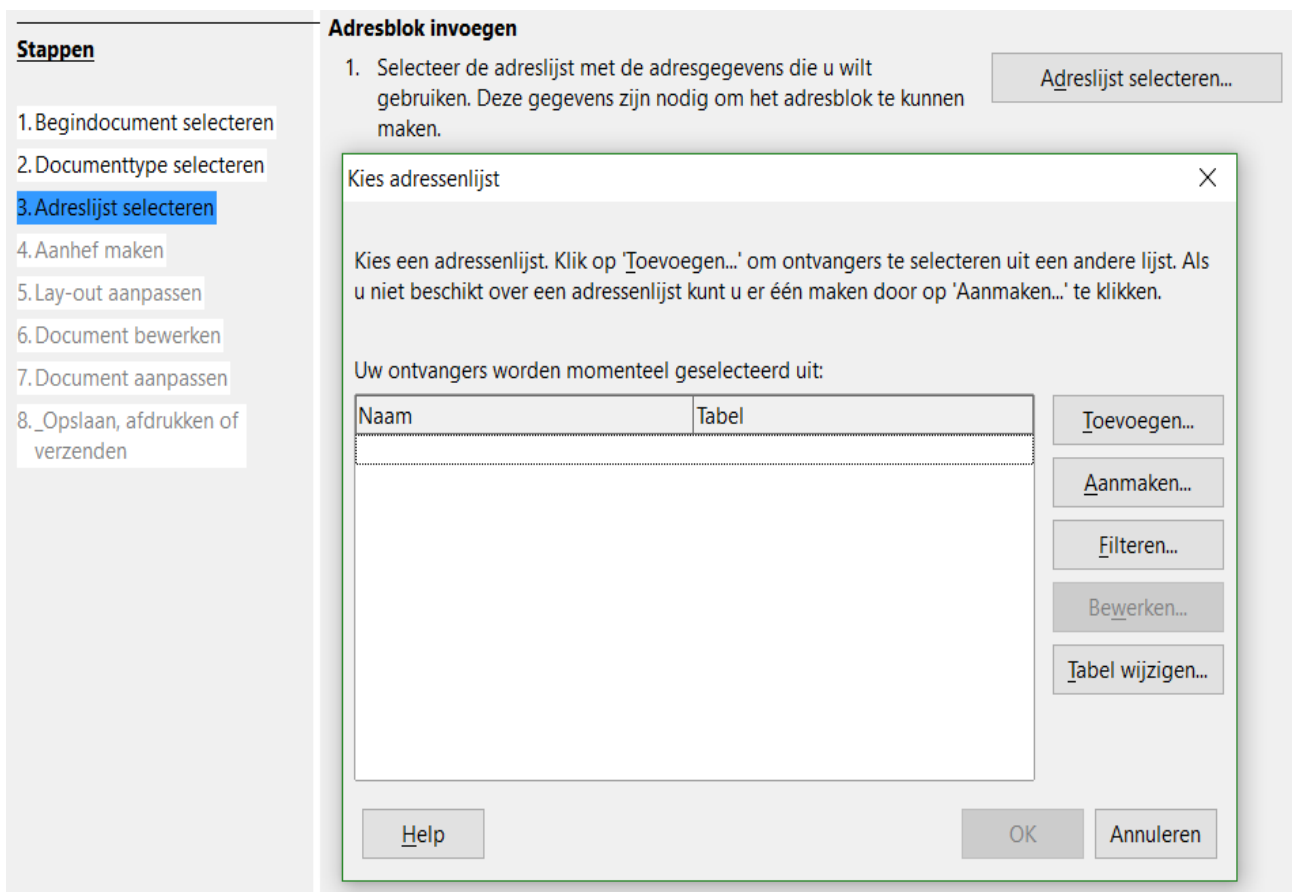 Stappen
1. Begindocument selecteren
2. Documenttype selecteren
3. Adreslijst selecteren
4. Aanhef maken
5. Lay-out aanpassen
6. Document bewerken
7. Document aanpassen
8. _Opslaan, afdrukken of
verzenden
Adresblok invoegen
1. Selecteer de adreslijst met de adresgegevens die u wilt
gebruiken. Deze gegevens zijn nodig om het adresblok te kunnen
maken.
Adreslijst selecteren...
Kies adressenlijst
Kies een adressenlijst. Klik op 'Toevoegen...' om ontvangers te selecteren uit een andere lijst. Als
u niet beschikt over een adressenlijst kunt u er één maken door op 'Aanmaken...' te klikken.
Uw ontvangers worden momenteel geselecteerd uit:
Naam Tabel
Toevoegen...
Aanmaken...
Filteren...
Bewerken...
Tabel wijzigen...
Help OK Annuleren